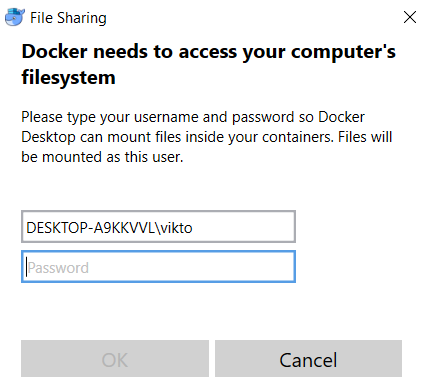 File Sharing
Docker needs to access your computer's
filesystem
Please type your username and password so Docker
Desktop can mount files inside your containers. Files will
be mounted as this user.
DESKTOP-A9KKVVL\vikto
Password
OK Cancel